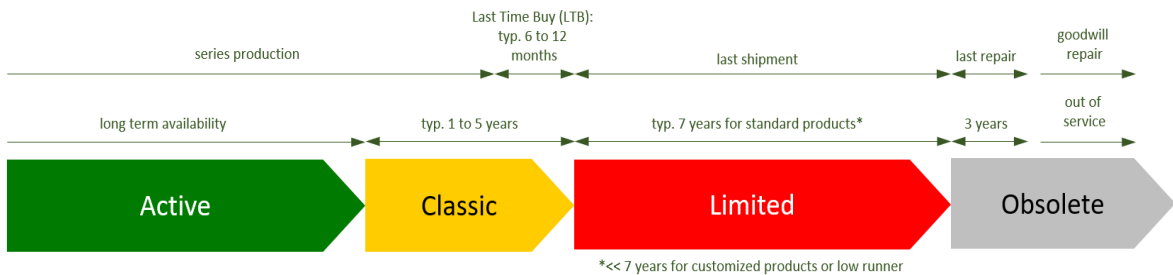 Last Time Buy (LTB):
typ. 6 to 12
months
goodwill
repair
series production
last shipment
last repair
long term availability
typ. 1 to 5 years
typ. 7 years for standard products*
3 years
out of
service
Active
Classic
Limited
Obsolete
*<< 7 years for customized products or low runner